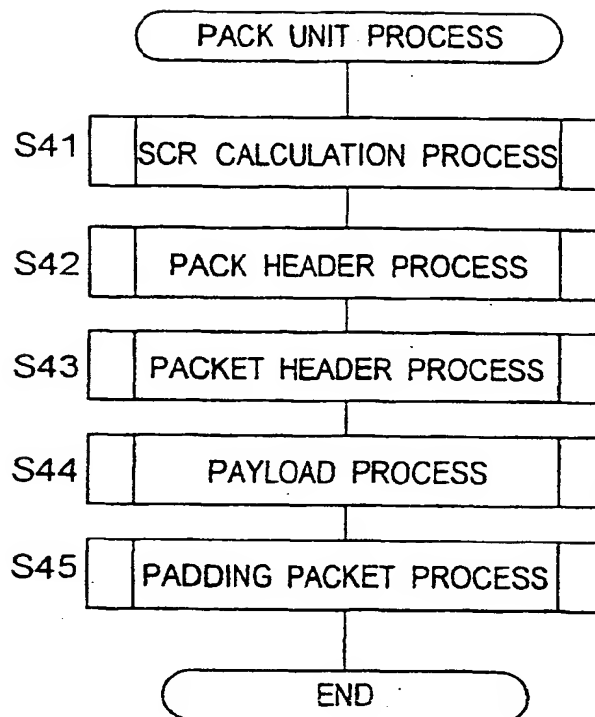 PACK UNIT PROCESS
S41 SCR CALCULATION PROCESS
S42 PACK HEADER PROCESS
S43 PACKET HEADER PROCESS
S44 PAYLOAD PROCESS
S45 PADDING PACKET PROCESS
END